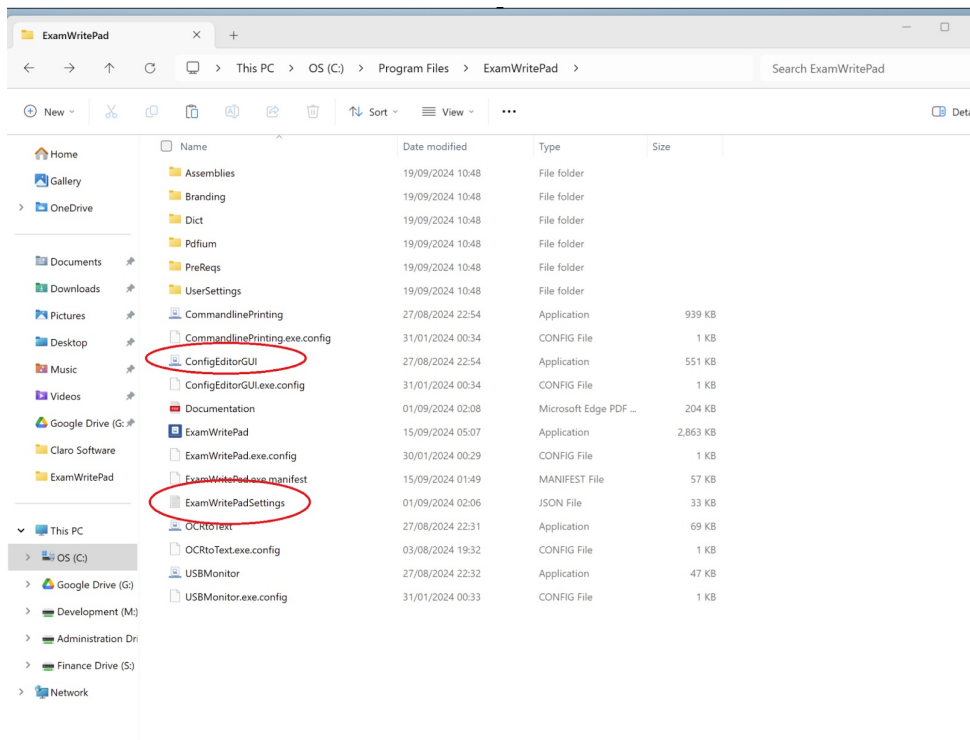 ExamWritePad
This PC > OS (C:) > Program Files > ExamWritePad >
Search ExamWritePad
New Sort View
Name Date modified Type Size
Home
Gallery
OneDrive
Documents
Downloads
Pictures
Desktop
Music
Videos
Google Drive (G:
Claro Software
ExamWritePad
This PC
OS (C:)
Google Drive (G:)
Development (M:)
Administration Dri
Finance Drive (S:)
Network
Assemblies 19/09/2024 10:48 File folder
Branding 19/09/2024 10:48 File folder
Dict 19/09/2024 10:48 File folder
Pdfium 19/09/2024 10:48 File folder
PreReqs 19/09/2024 10:48 File folder
UserSettings 19/09/2024 10:48 File folder
CommandlinePrinting 27/08/2024 22:54 Application 939 KB
CommandlinePrinting.exe.config 31/01/2024 00:34 CONFIG File 1 KB
ConfigEditorGUI 27/08/2024 22:54 Application 551 KB
ConfigEditorGUI.exe.config 31/01/2024 00:34 CONFIG File 1 KB
Documentation 01/09/2024 02:08 Microsoft Edge PDF ... 204 KB
ExamWritePad 15/09/2024 05:07 Application 2,863 KB
ExamWritePad.exe.config 30/01/2024 00:29 CONFIG File 1 KB
ExamWritePad.exe.manifest 15/09/2024 01:49 MANIFEST File 57 KB
ExamWritePadSettings 01/09/2024 02:06 JSON File 33 KB
OCRtoText 27/08/2024 22:31 Application 69 KB
OCRtoText.exe.config 03/08/2024 19:32 CONFIG File 1 KB
USBMonitor 27/08/2024 22:32 Application 47 KB
USBMonitor.exe.config 31/01/2024 00:33 CONFIG File 1 KB